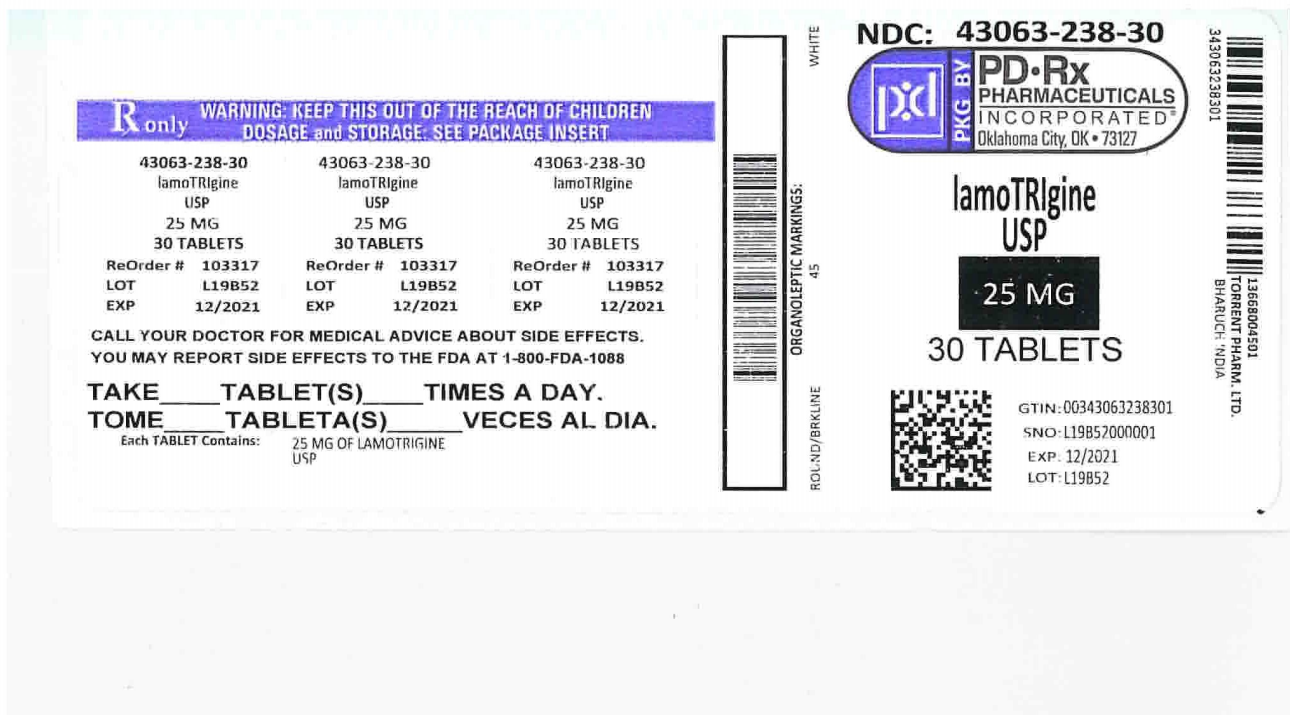 Rx only
WARNING: KEEP THIS OUT OF THE REACH OF CHILDREN
DOSAGE and STORAGE: SEE PACKAGE INSERT
43063-238-30 43063-238-30 43063-238-30
lamoTRIgine lamoTRIgine lamoTRIgine
USP USP USP
25 MG 25 MG 25 MG
30 TABLETS 30 TABLETS 30 TABLETS
ReOrder # 103317 ReOrder # 103317 ReOrder # 103317
LOT L19B52 LOT L19B52 LOT L19B52
EXP 12/2021 EXP 12/2021 EXP 12/2021
CALL YOUR DOCTOR FOR MEDICAL ADVICE ABOUT SIDE EFFECTS.
YOU MAY REPORT SIDE EFFECTS TO THE FDA AT 1-800-FDA-1088
TAKE____TABLET(S)____TIMES A DAY.
TOME____TABLETA(S)_____VECES AL DIA.
Each TABLET Contains: 25 MG OF LAMOTRIGINE
USP
ORGANOLEPTIC MARKINGS:
ROUND/BRKLINE 45 WHITE
NDC: 43063-238-30
PKG BY
PD•Rx
PHARMACEUTICALS
INCORPORATED®
Oklahoma City, OK • 73127
lamoTRIgine
USP
25 MG
30 TABLETS
GTIN:00343063238301
SNO:L19B52000001
EXP: 12/2021
LOT:L19B52
343063238301
13668004501
TORRENT PHARM. LTD.
BHARUCH INDIA